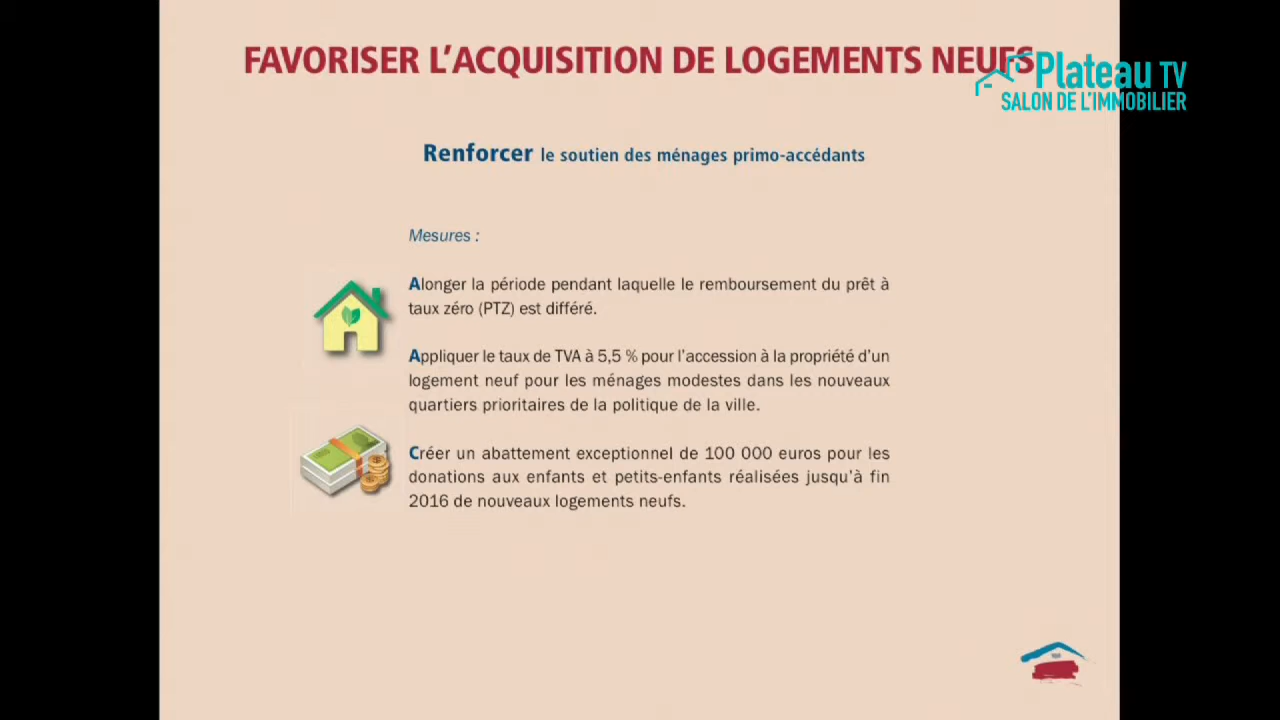 FAVORISER L'ACQUISITION DE LOGEMENTS NEUFS
Plateau TV
SALON DE L'IMMOBILIER
Renforcer le soutien des ménages primo-accédants
Mesures :
Alonger la période pendant laquelle le remboursement du prêt à
taux zéro (PTZ) est différé.
Appliquer le taux de TVA à 5,5 % pour l'accession à la propriété d'un
logement neuf pour les ménages modestes dans les nouveaux
quartiers prioritaires de la politique de la ville.
Créer un abattement exceptionnel de 100 000 euros pour les
donations aux enfants et petits-enfants réalisées jusqu'à fin
2016 de nouveaux logements neufs.